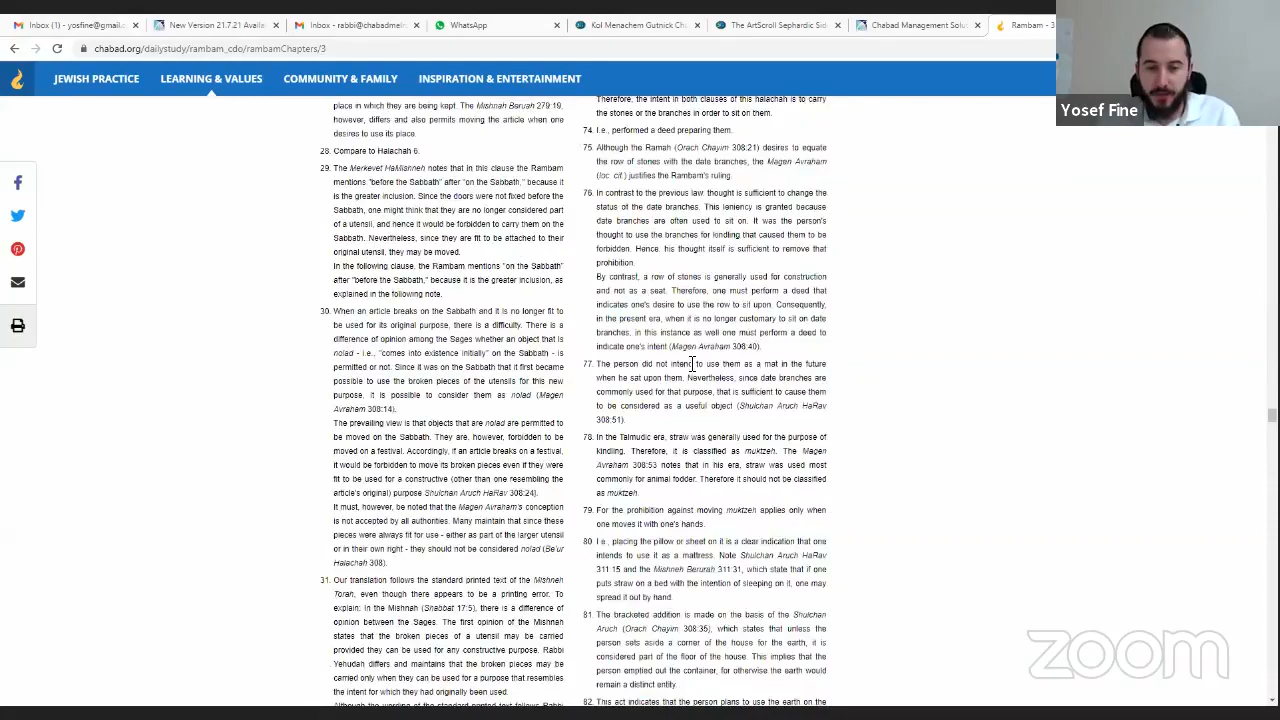 Inbox (1) - yosfine@gmail.c
New Version 21.7.21 Availa
Inbox - rabbi@chabadmein
WhatsApp
Kol Menachem Gutnick Ch
The ArtScroll Sephardic Sid
Chabad Management Solut
Rambam - 3
chabad.org/dailystudy/rambam_cdo/rambamChapters/3
JEWISH PRACTICE
LEARNING & VALUES
COMMUNITY & FAMILY
INSPIRATION & ENTERTAINMENT
Yosef Fine
place in which they are being kept. The Mishnah Berurah 279:19,
however, differs and also permits moving the article when one
desires to use its place.
28. Compare to Halachah 6.
29. The Merkevet HaMishneh notes that in this clause the Rambam
mentions "before the Sabbath" after "on the Sabbath," because it
is the greater inclusion. Since the doors were not fixed before the
Sabbath, one might think that they are no longer considered part
of a utensil, and hence it would be forbidden to carry them on the
Sabbath. Nevertheless, since they are fit to be attached to their
original utensil, they may be moved.
In the following clause, the Rambam mentions "on the Sabbath"
after "before the Sabbath," because it is the greater inclusion, as
explained in the following note.
30. When an article breaks on the Sabbath and it is no longer fit to
be used for its original purpose, there is a difficulty. There is a
difference of opinion among the Sages whether an object that is
nolad - i.e., "comes into existence initially" on the Sabbath - is
permitted or not. Since it was on the Sabbath that it first became
possible to use the broken pieces of the utensils for this new
purpose, it is possible to consider them as nolad (Magen
Avraham 308:14).
The prevailing view is that objects that are nolad are permitted to
be moved on the Sabbath. They are, however, forbidden to be
moved on a festival. Accordingly, if an article breaks on a festival,
it would be forbidden to move its broken pieces even if they were
fit to be used for a constructive (other than one resembling the
article's original) purpose Shulchan Aruch HaRav 308:24].
It must, however, be noted that the Magen Avraham's conception
is not accepted by all authorities. Many maintain that since these
pieces were always fit for use - either as part of the larger utensil
or in their own right - they should not be considered nolad (Be'ur
Halachah 308).
31. Our translation follows the standard printed text of the Mishneh
Torah, even though there appears to be a printing error. To
explain: In the Mishnah (Shabbat 17:5), there is a difference of
opinion between the Sages. The first opinion of the Mishnah
states that the broken pieces of a utensil may be carried
provided they can be used for any constructive purpose. Rabbi
Yehudah differs and maintains that the broken pieces may be
carried only when they can be used for a purpose that resembles
the intent for which they had originally been used.
Although the wording of the standard printed text follows Rabbi
Therefore, the intent in both clauses of this halachah is to carry
the stones or the branches in order to sit on them.
74. I.e., performed a deed preparing them.
75. Although the Ramah (Orach Chayim 308:21) desires to equate
the row of stones with the date branches, the Magen Avraham
(loc. cit.) justifies the Rambam's ruling.
76. In contrast to the previous law thought is sufficient to change the
status of the date branches. This leniency is granted because
date branches are often used to sit on. It was the person's
thought to use the branches for kindling that caused them to be
forbidden. Hence, his thought itself is sufficient to remove that
prohibition.
By contrast, a row of stones is generally used for construction
and not as a seat. Therefore, one must perform a deed that
indicates one's desire to use the row to sit upon. Consequently,
in the present era, when it is no longer customary to sit on date
branches, in this instance as well one must perform a deed to
indicate one's intent (Magen Avraham 308:40).
77. The person did not intend to use them as a mat in the future
when he sat upon them. Nevertheless, since date branches are
commonly used for that purpose, that is sufficient to cause them
to be considered as a useful object (Shulchan Aruch HaRav
308:51).
78. In the Talmudic era, straw was generally used for the purpose of
kindling. Therefore, it is classified as muktzeh. The Magen
Avraham 308:53 notes that in his era, straw was used most
commonly for animal fodder. Therefore it should not be classified
as muktzeh.
79. For the prohibition against moving muktzeh applies only when
one moves it with one's hands.
80. I.e., placing the pillow or sheet on it is a clear indication that one
intends to use it as a mattress. Note Shulchan Aruch HaRav
311:15 and the Mishneh Berurah 311:31, which state that if one
puts straw on a bed with the intention of sleeping on it, one may
spread it out by hand.
81. The bracketed addition is made on the basis of the Shulchan
Aruch (Orach Chayim 308:35), which states that unless the
person sets aside a corner of the house for the earth, it is
considered part of the floor of the house. This implies that the
person emptied out the container, for otherwise the earth would
remain a distinct entity.
82. This act indicates that the person plans to use the earth on the
zoom